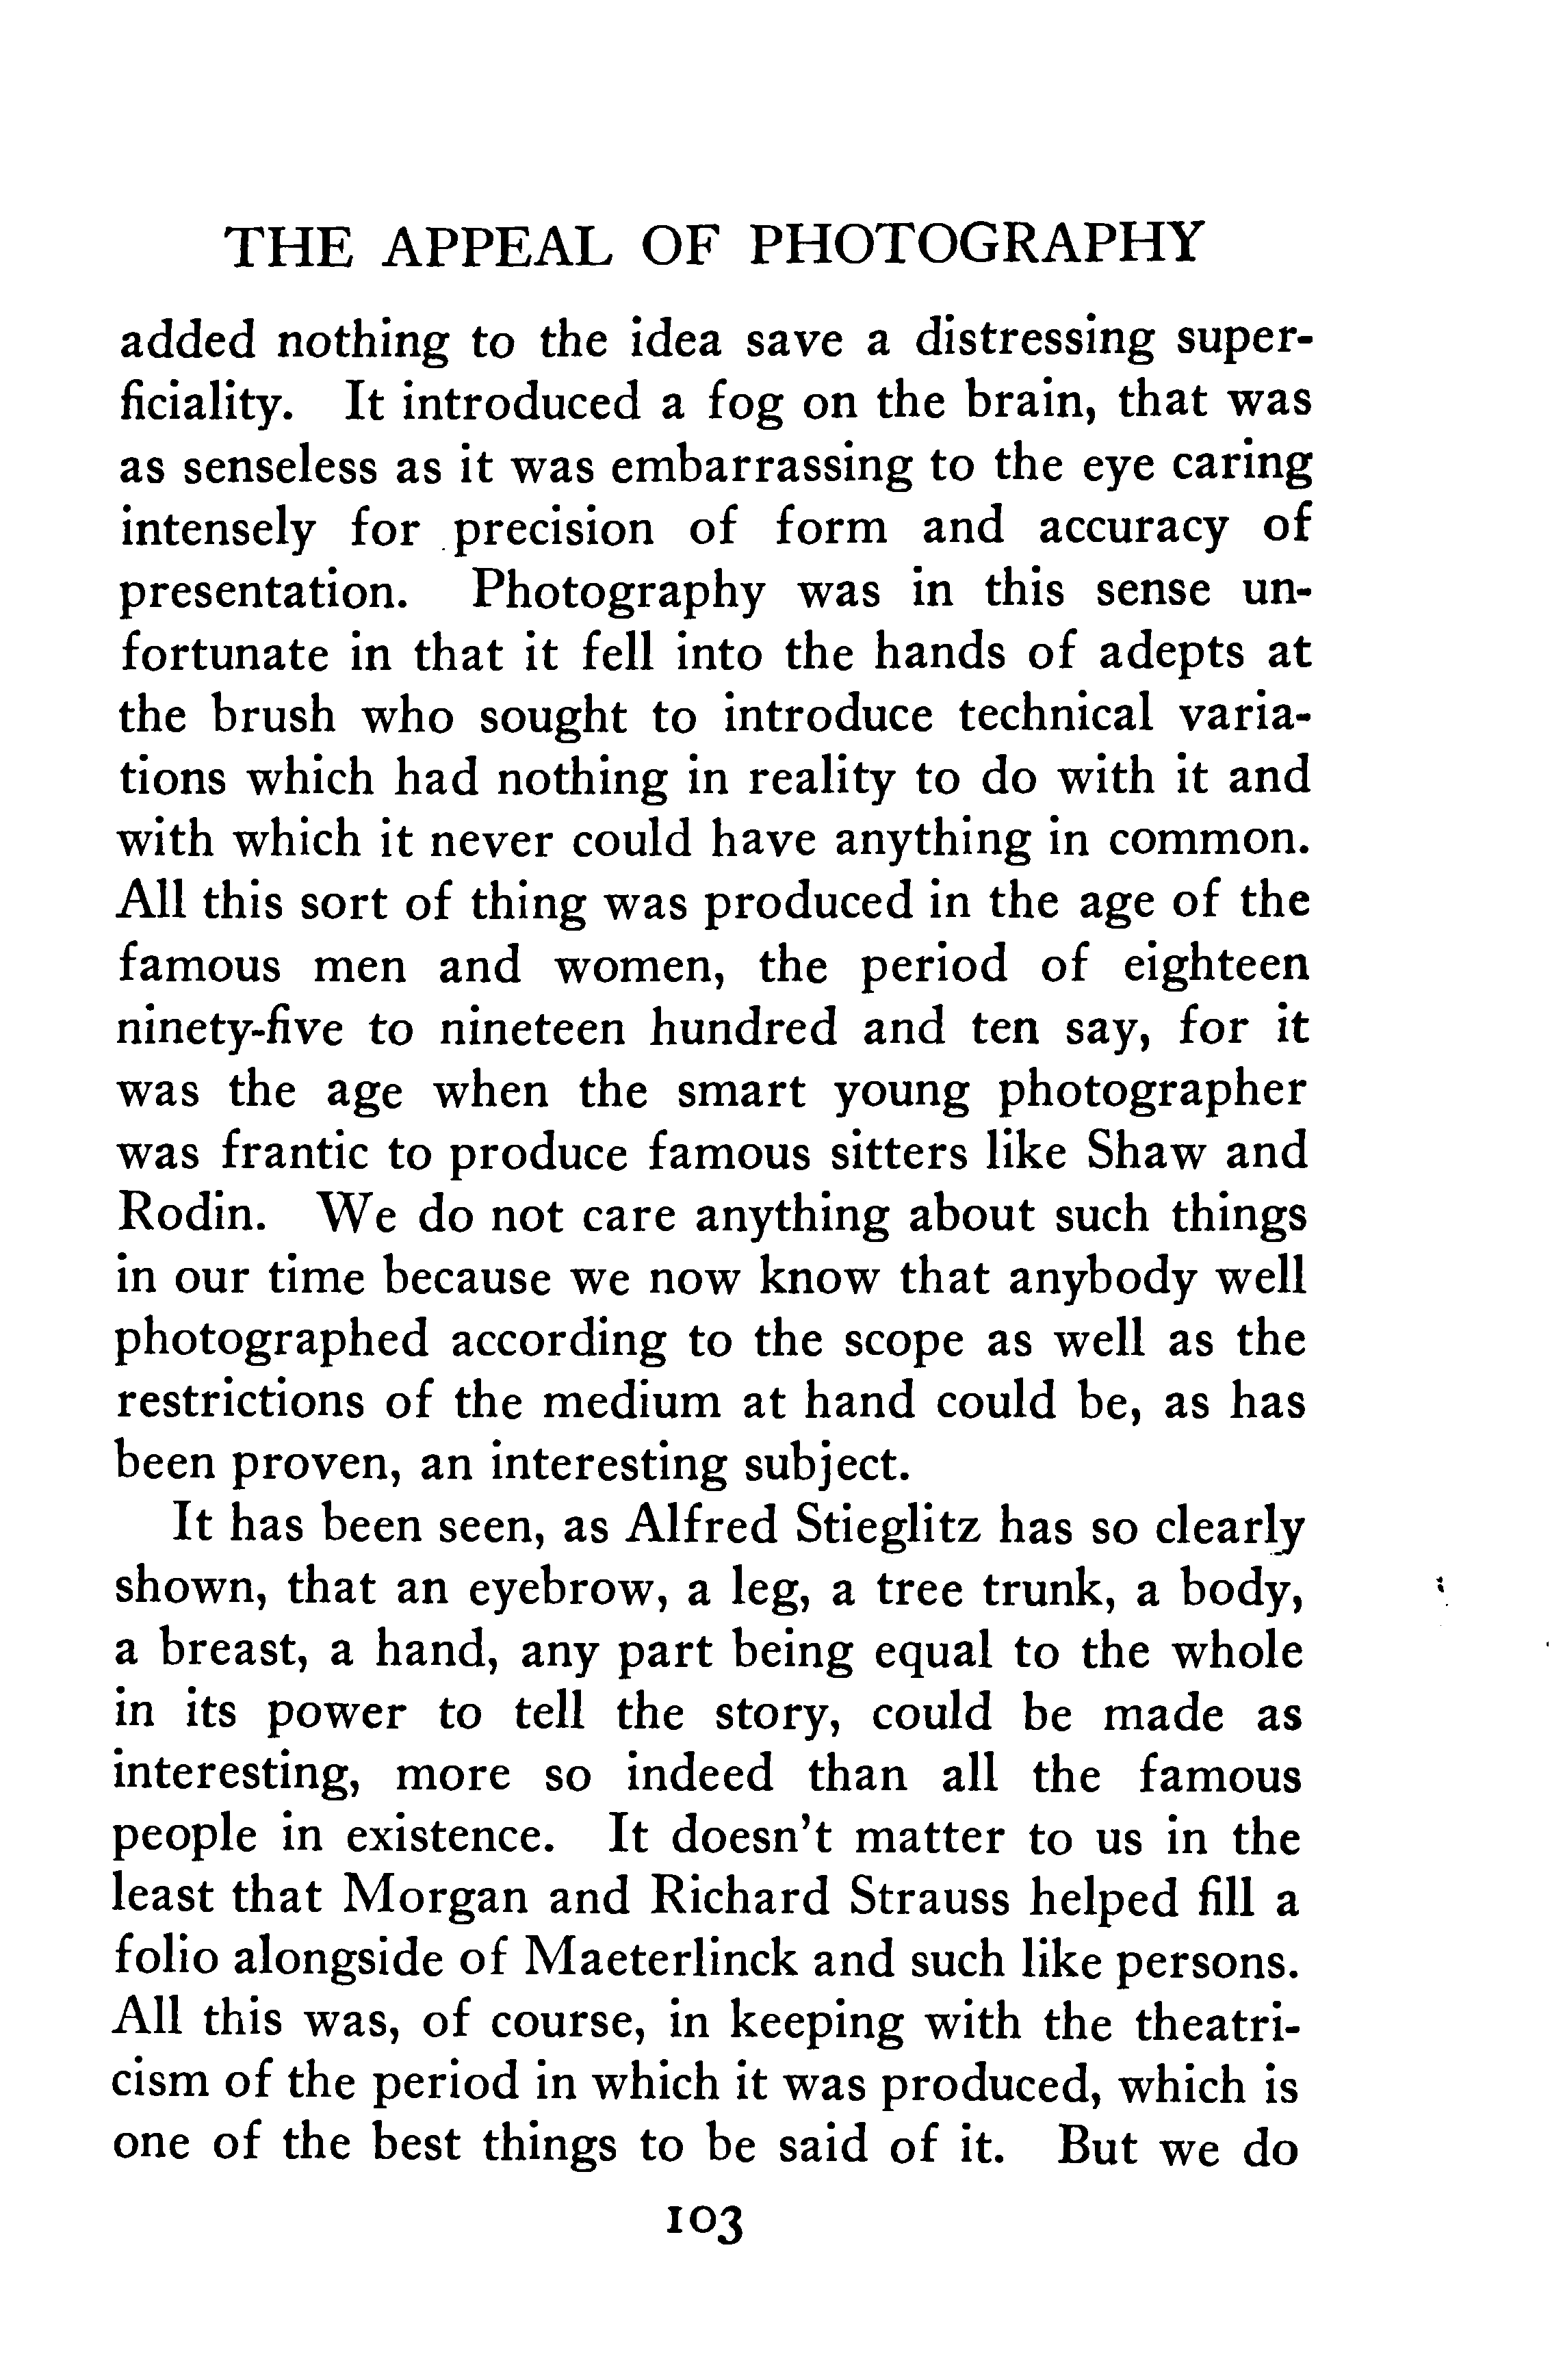 THE APPEAL OF PHOTOGRAPHY
added nothing to the idea save a distressing super-
ficiality. It introduced a fog on the brain, that was
as senseless as it was embarrassing to the eye caring
intensely for precision of form and accuracy of
presentation. Photography was in this sense un-
fortunate in that it fell into the hands of adepts at
the brush who sought to introduce technical varia-
tions which had nothing in reality to do with it and
with which it never could have anything in common.
All this sort of thing was produced in the age of the
famous men and women, the period of eighteen
ninety-five to nineteen hundred and ten say, for it
was the age when the smart young photographer
was frantic to produce famous sitters like Shaw and
Rodin. We do not care anything about such things
in our time because we now know that anybody well
photographed according to the scope as well as the
restrictions of the medium at hand could be, as has
been proven, an interesting subject.
It has been seen, as Alfred Stieglitz has so clearly
shown, that an eyebrow, a leg, a tree trunk, a body,
a breast, a hand, any part being equal to the whole
in its power to tell the story, could be made as
interesting, more so indeed than all the famous
people in existence. It doesn't matter to us in the
least that Morgan and Richard Strauss helped fill a
folio alongside of Maeterlinck and such like persons.
All this was, of course, in keeping with the theatri-
cism of the period in which it was produced, which is
one of the best things to be said of it. But we do
103